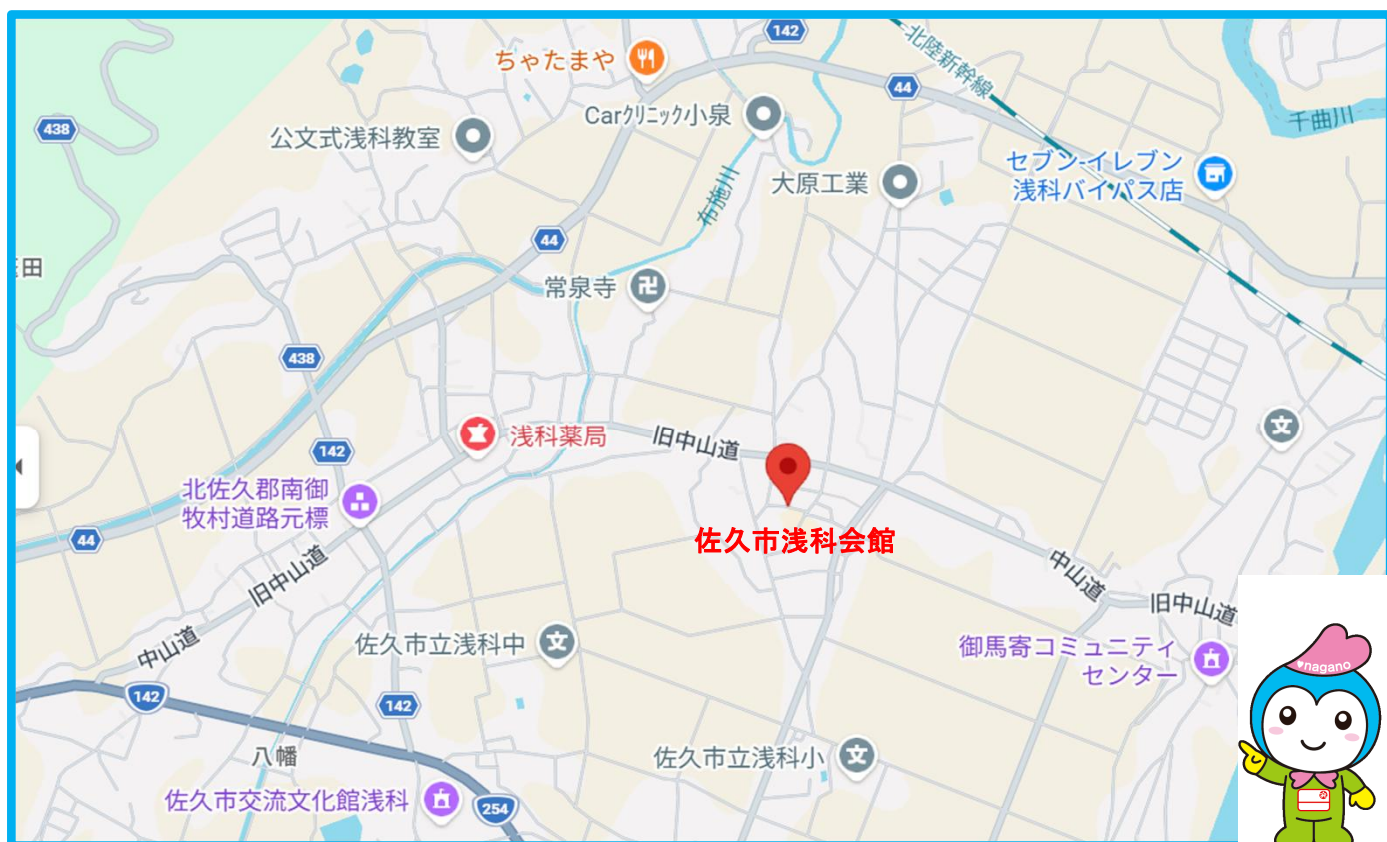 142
ちゃたまや
北陸新幹線
44
Carクリニック小泉
千曲川
438
公文式浅科教室
セブン-イレブン
浅科バイパス店
大原工業
布施川
44
田
常泉寺
438
浅科薬局
旧中山道
文
142
北佐久郡南御
牧村道路元標
44
佐久市浅科会館
旧中山道
中山道
旧中山道
中山道
佐久市立浅科中
文
御馬寄コミュニティ
センター
♥nagano
142
142
八幡
佐久市立浅科小
文
佐久市交流文化館浅科
254